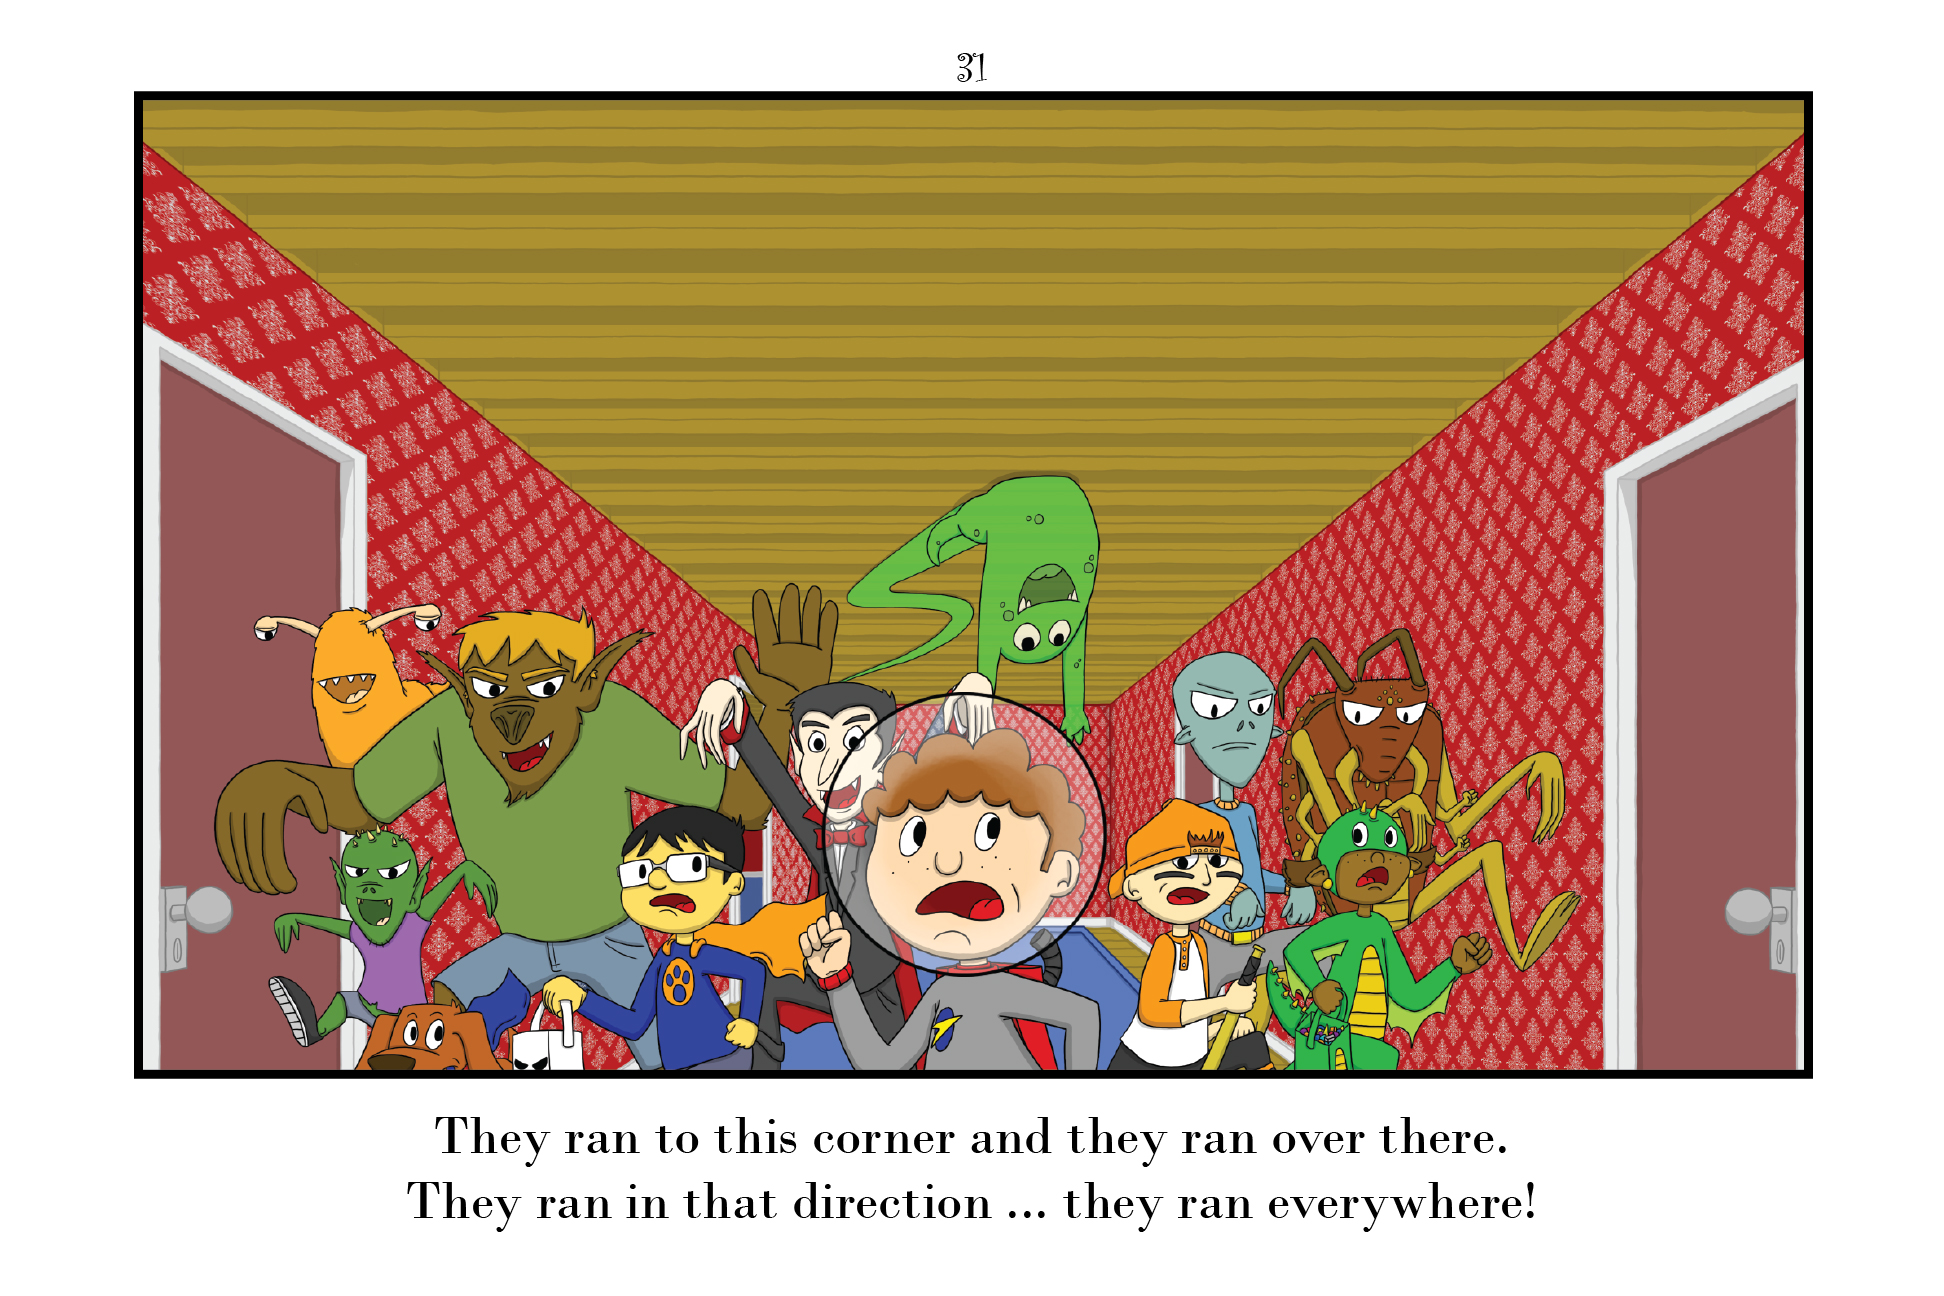 31
They ran to this corner and they ran over there.
They ran in that direction ... they ran everywhere!